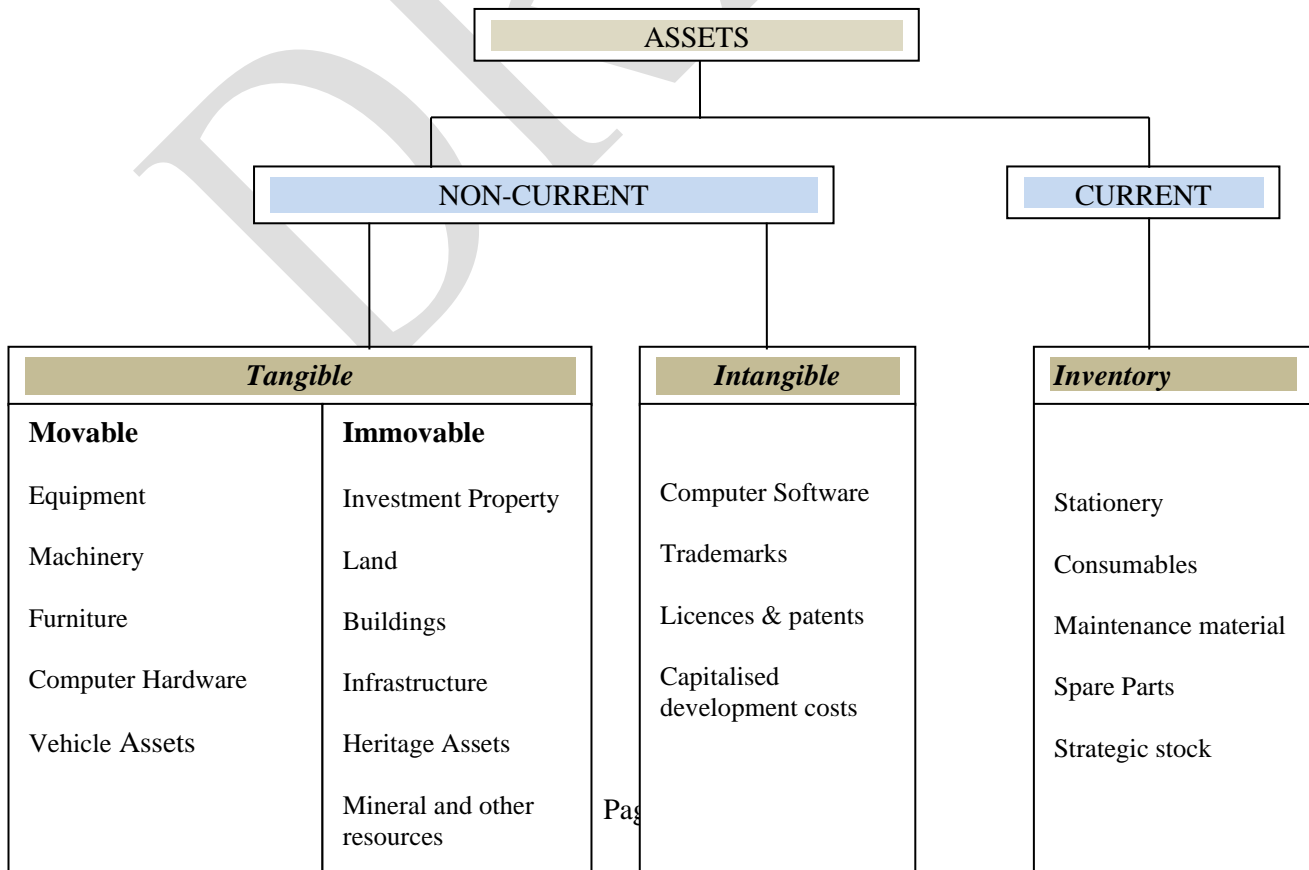 ASSETS
NON-CURRENT
CURRENT
Tangible
Movable
Equipment
Machinery
Furniture
Computer Hardware
Vehicle Assets
Immovable
Investment Property
Land
Buildings
Infrastructure
Heritage Assets
Mineral and other
resources
Intangible
Computer Software
Trademarks
Licences & patents
Capitalised
development costs
Inventory
Stationery
Consumables
Maintenance material
Spare Parts
Strategic stock